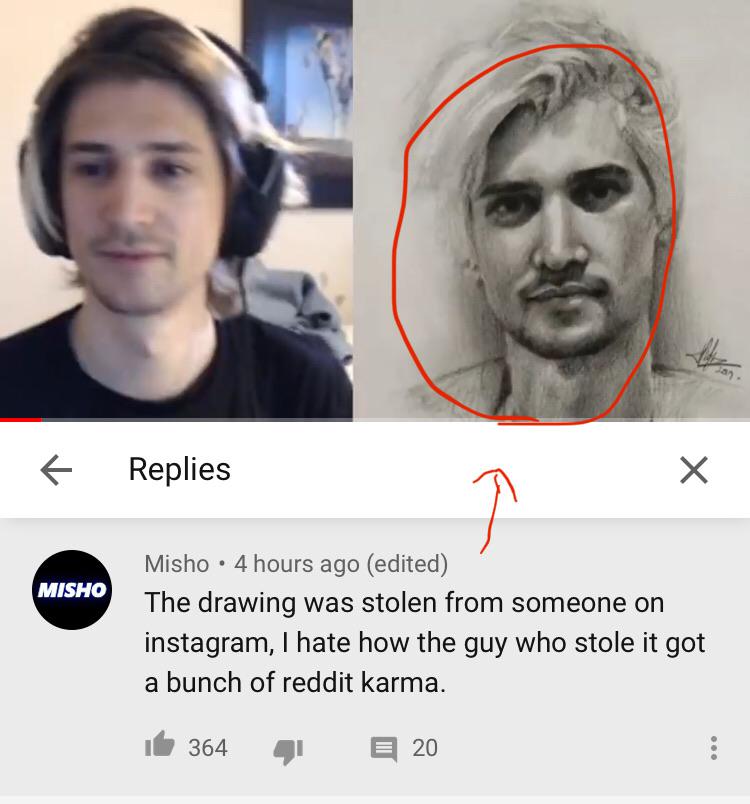 Replies
MISHO
Misho • 4 hours ago (edited)
The drawing was stolen from someone on
instagram, I hate how the guy who stole it got
a bunch of reddit karma.
364
20